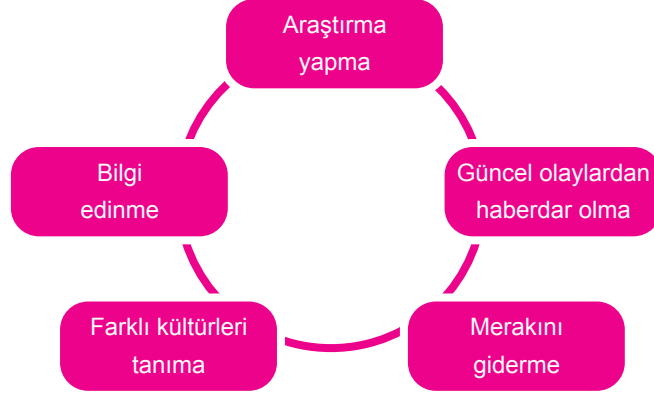 Araştırma
yapma
Bilgi
edinme
Güncel olaylardan
haberdar olma
Farklı kültürleri
tanıma
Merakını
giderme